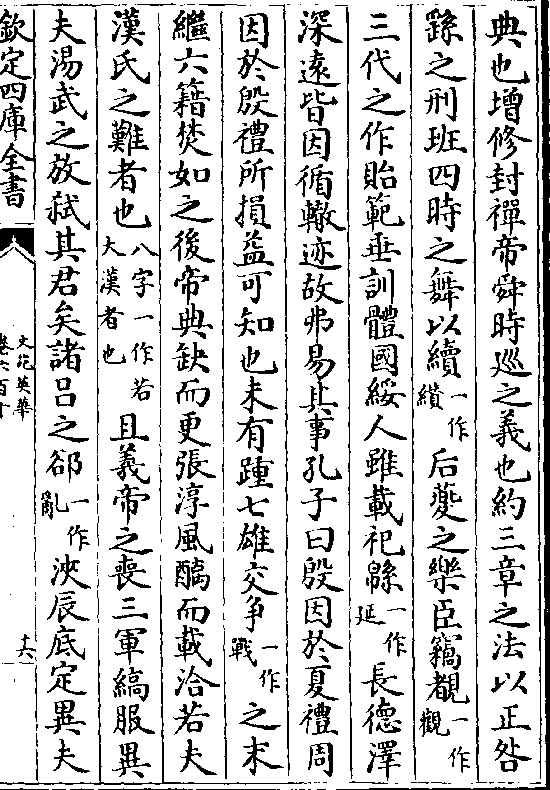 典也增修封禪帝舜時巡之義也約三章之法以正咎
繇之刑班四時之舞以續一作纘后夔之樂臣竊覩一作觀
三代之作貽範垂訓體國綏人雖載祀緜一作延長德澤
深遠皆因循轍迹故弗易其事孔子曰殷因於夏禮周
因於殷禮所損益可知也未有踵七雄交争一作戰之末
繼六籍焚如之後帝典缺而更張淳風醨而載洽若夫
漢氏之難者也八字一作若大漢者也且義帝之喪三軍縞服異
夫湯武之放弑其君矣諸吕之郤一作亂浹辰底定異夫
欽定四庫全書
文苑英華
卷六百十
十六